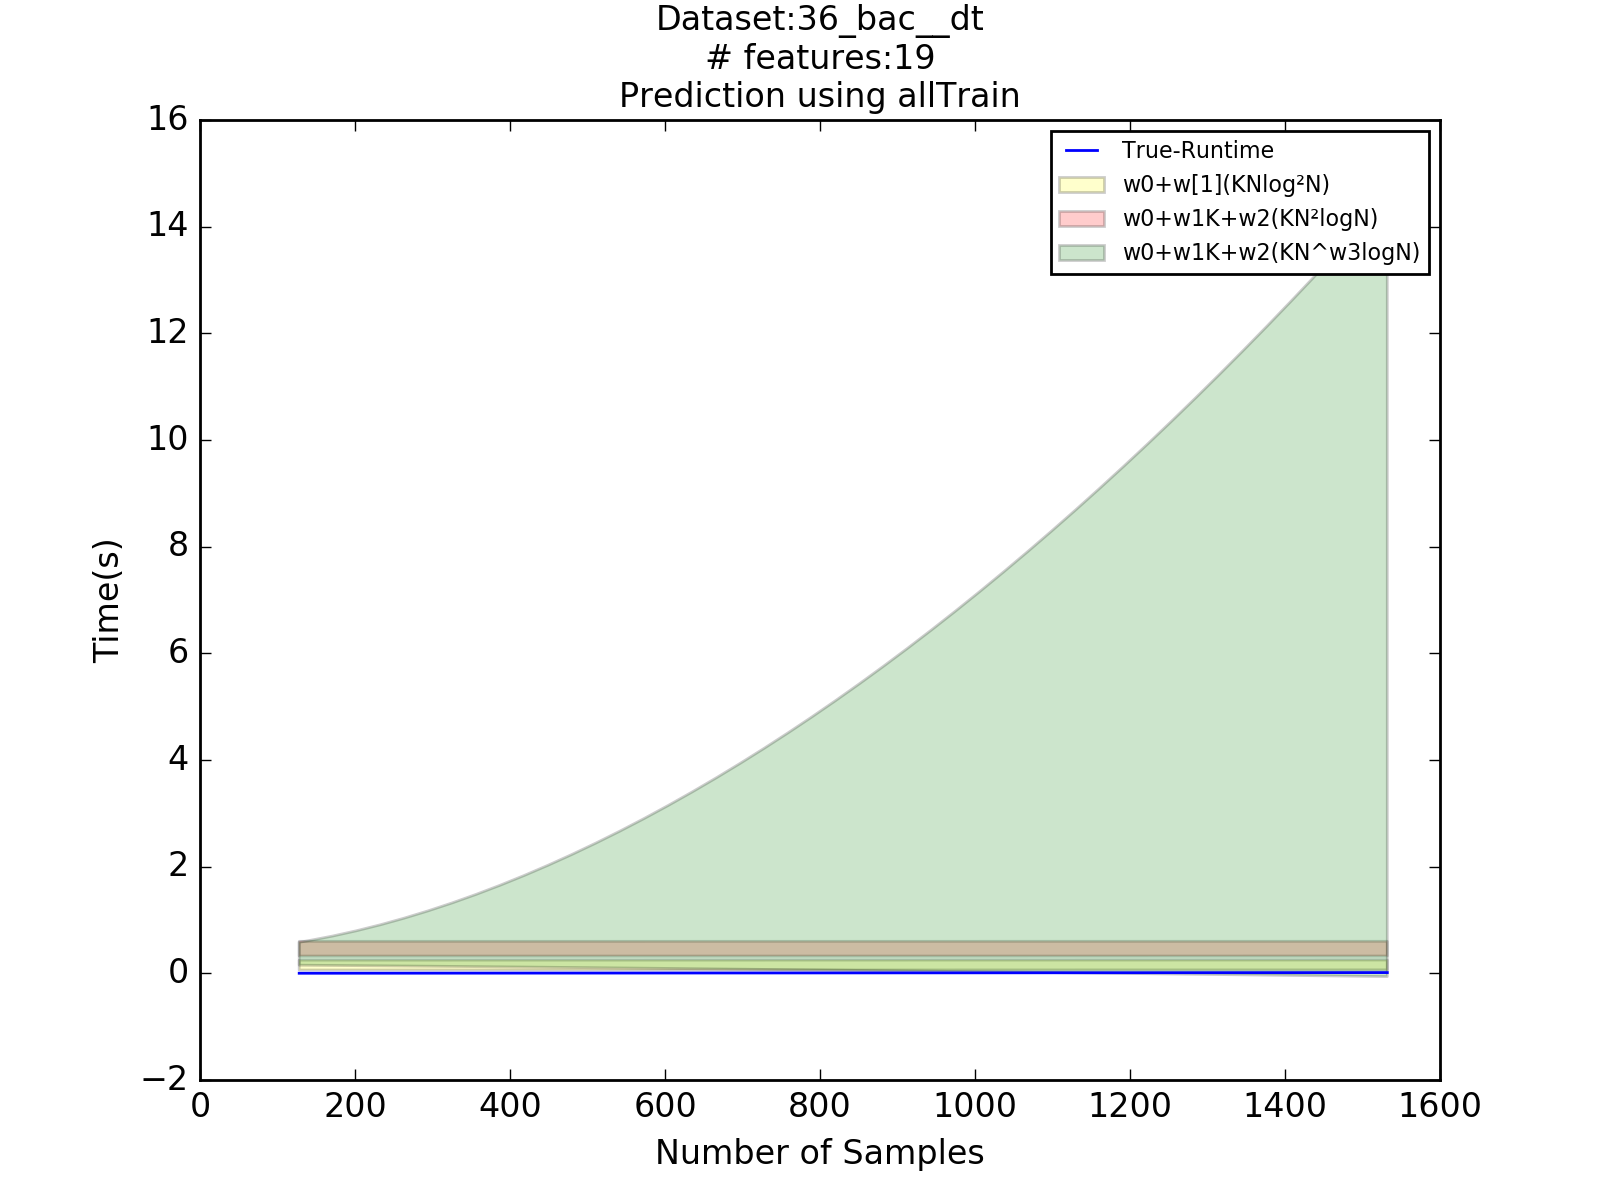 Dataset:36_bac__dt
# features:19
Prediction using allTrain
16
14
12
10
8
6
4
2
0
−2
Time(s)
True-Runtime
w0+w[1](KNlog²N)
w0+w1K+w2(KN²logN)
w0+w1K+w2(KN^w3logN)
0 200 400 600 800 1000 1200 1400 1600
Number of Samples